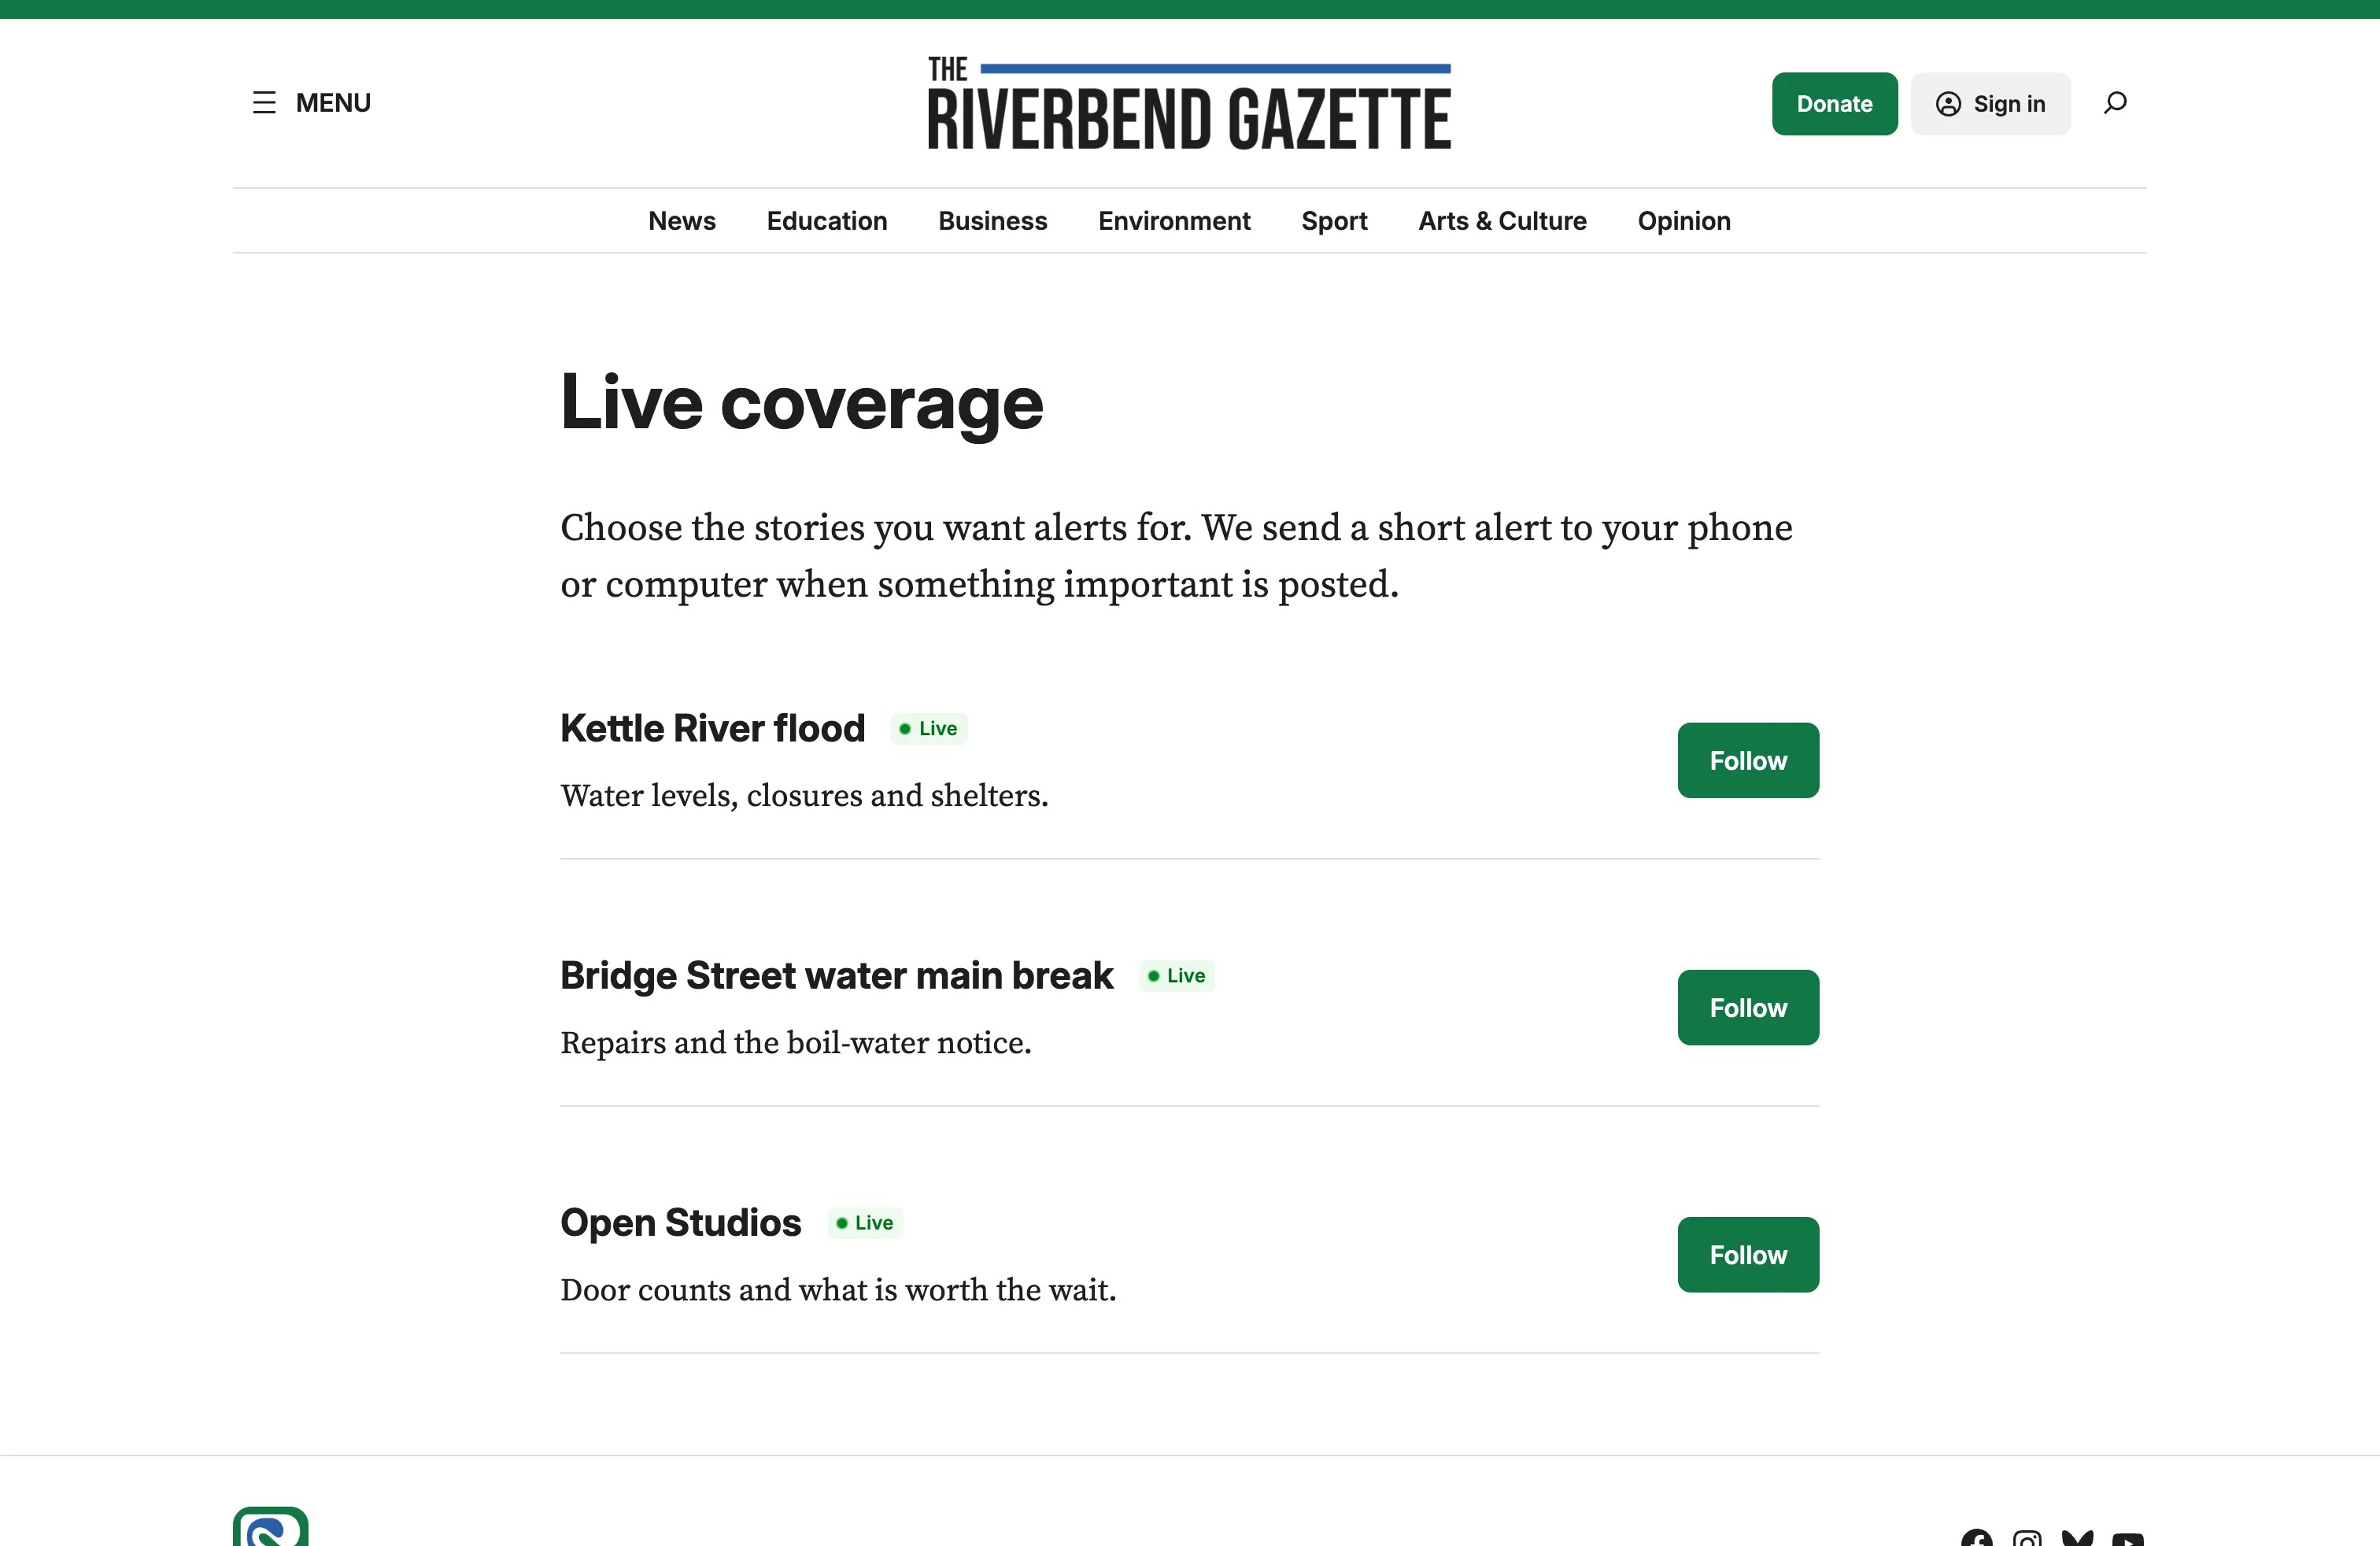 MENU
THE
RIVERBEND GAZETTE
Donate
Sign in
News Education Business Environment Sport Arts & Culture Opinion
Live coverage
Choose the stories you want alerts for. We send a short alert to your phone
or computer when something important is posted.
Kettle River flood
Live
Water levels, closures and shelters.
Follow
Bridge Street water main break
Live
Repairs and the boil-water notice.
Follow
Open Studios
Live
Door counts and what is worth the wait.
Follow